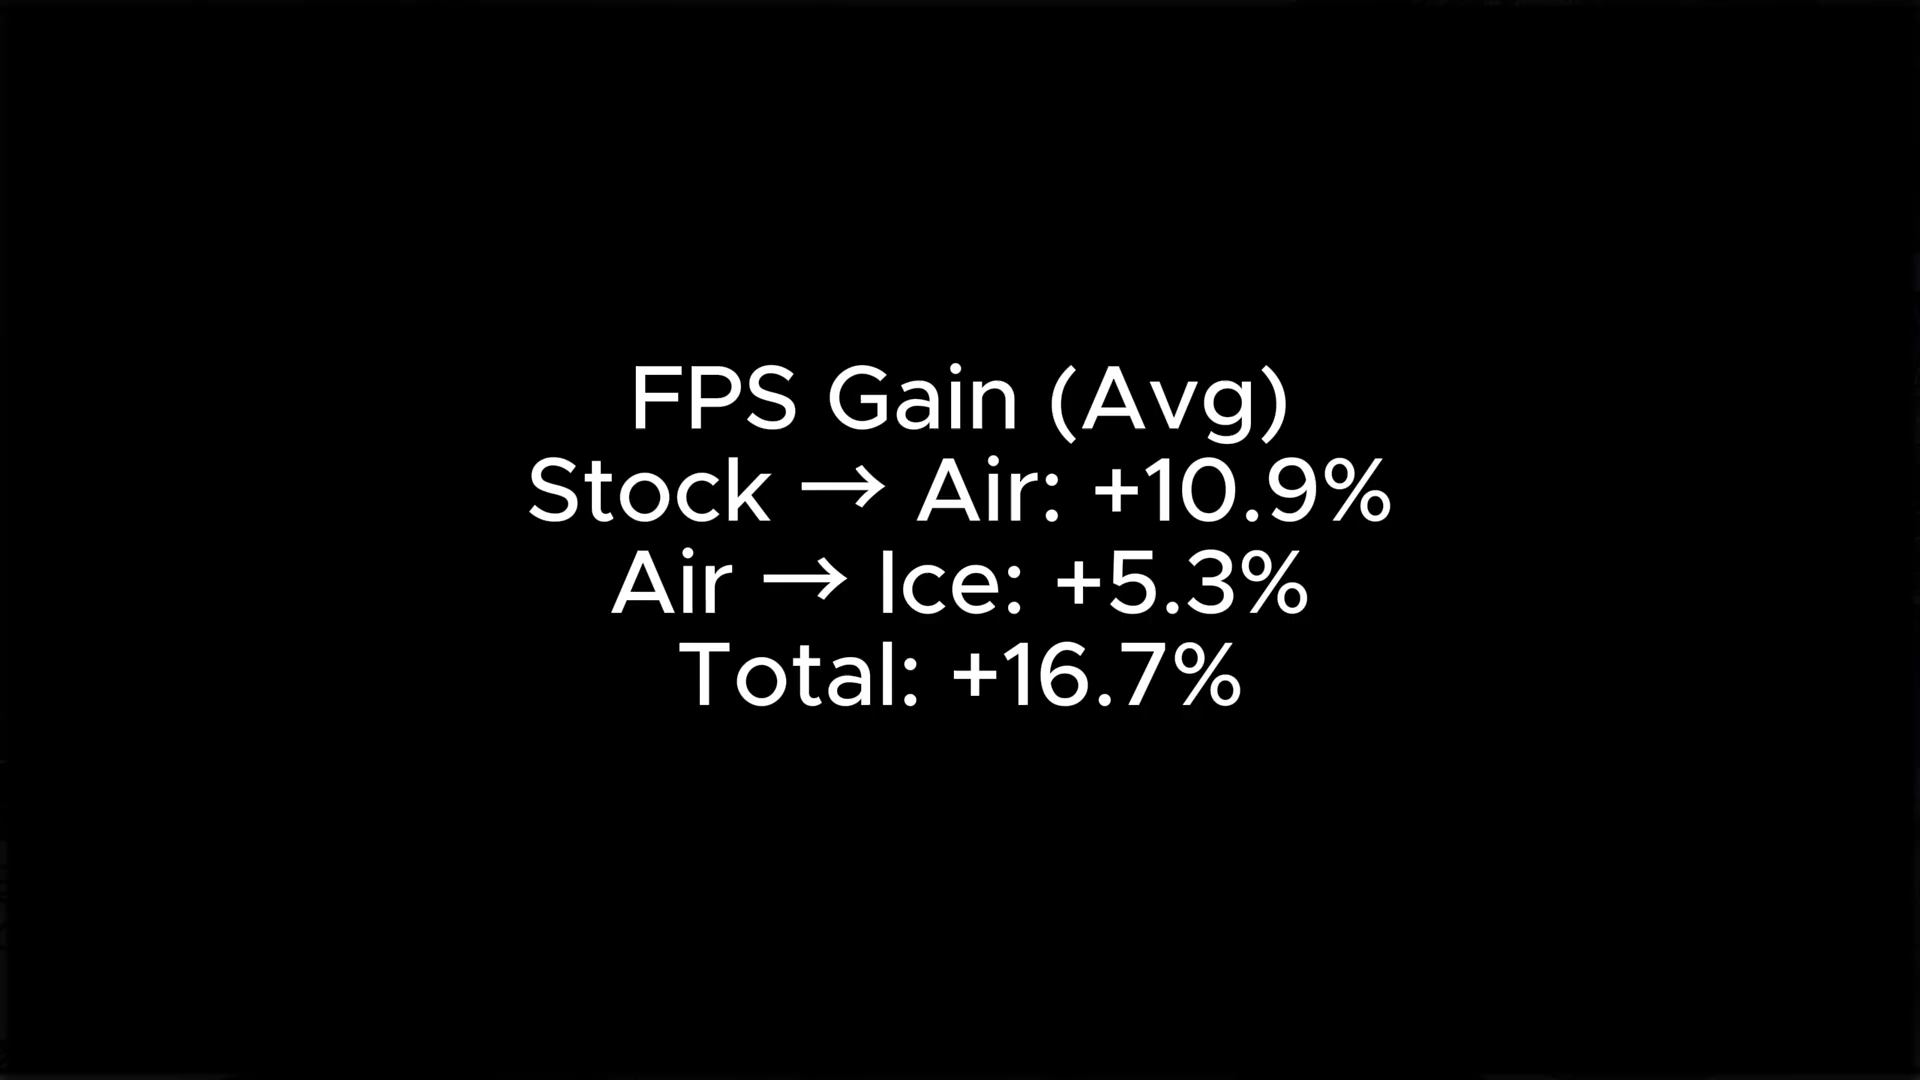 FPS Gain (Avg)
Stock → Air: +10.9%
Air → Ice: +5.3%
Total: +16.7%